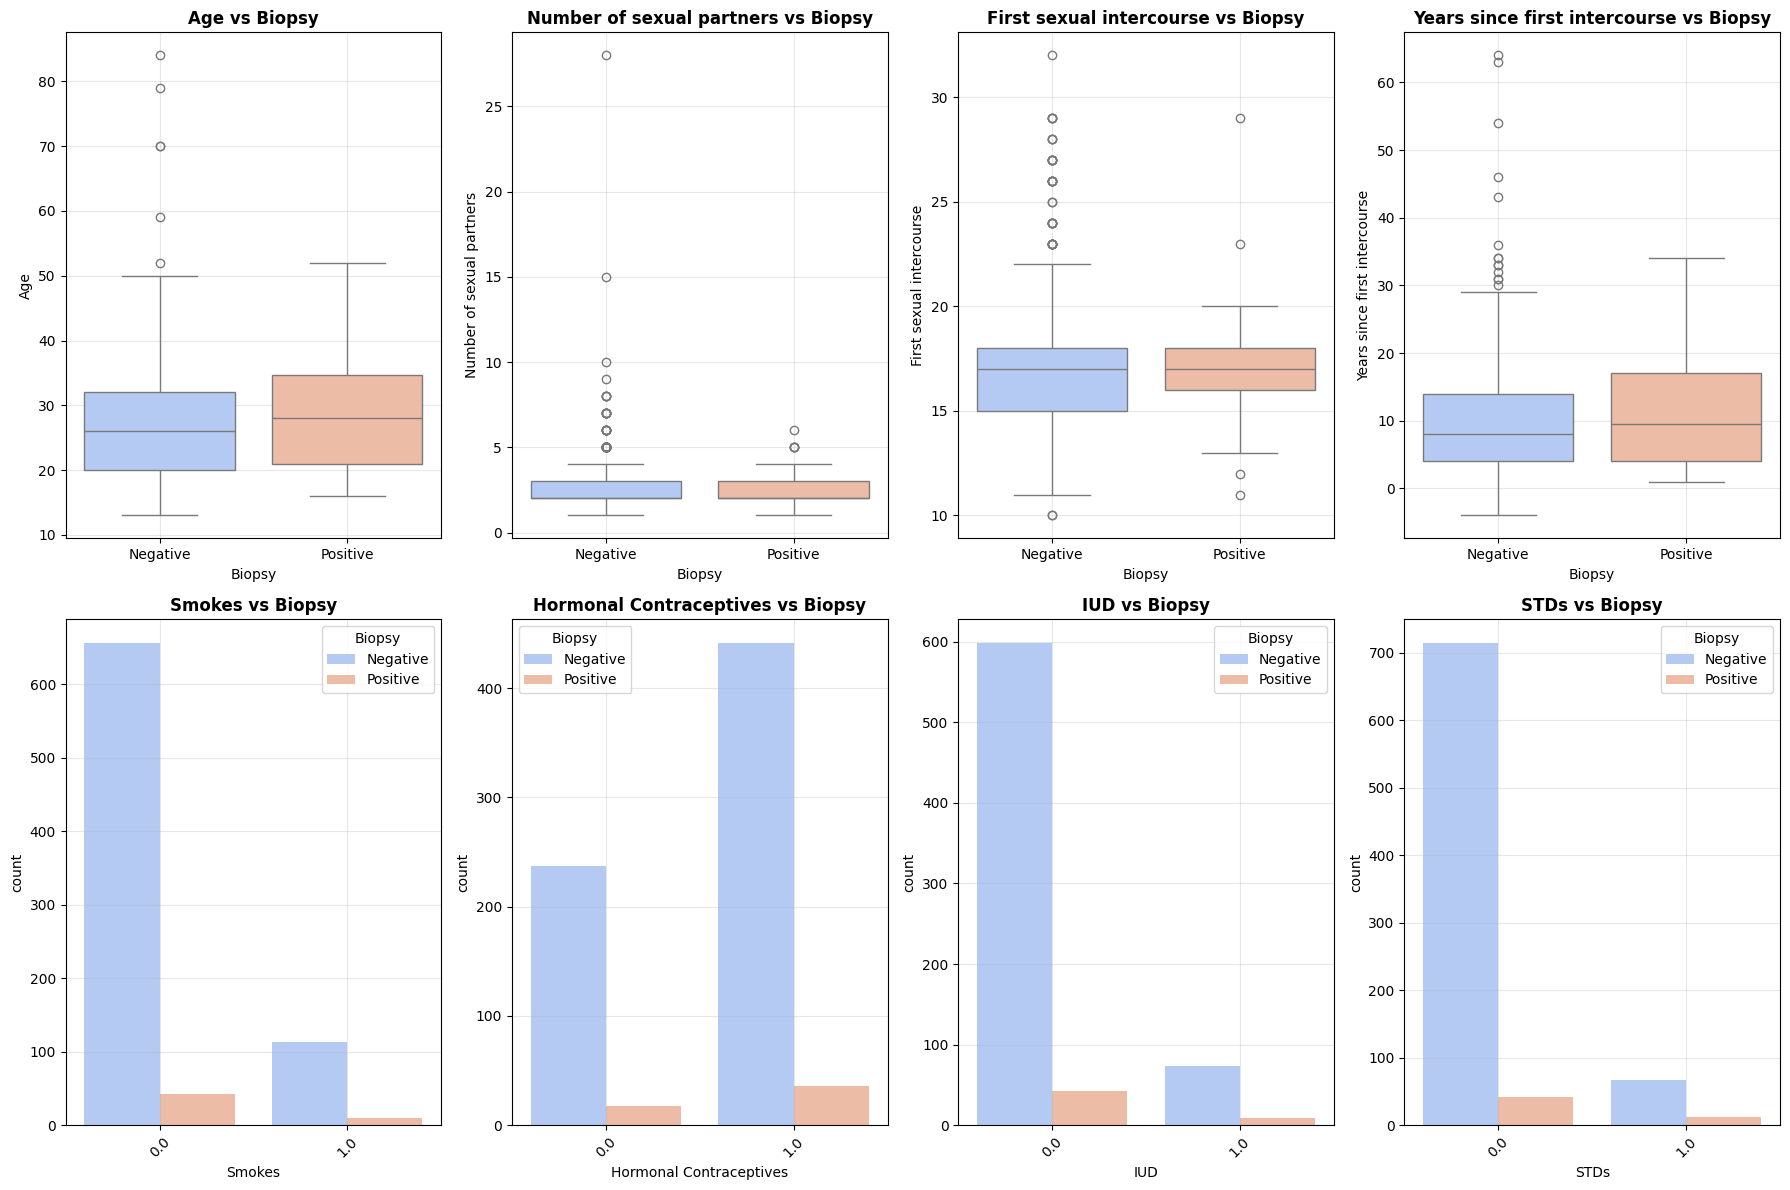 Age vs Biopsy
80
70
60
50
40
30
20
10
Age
Negative
Positive
Biopsy
Number of sexual partners vs Biopsy
25
20
15
10
5
0
Number of sexual partners
Negative
Positive
Biopsy
First sexual intercourse vs Biopsy
30
25
20
15
10
First sexual intercourse
Negative
Positive
Biopsy
Years since first intercourse vs Biopsy
60
50
40
30
20
10
0
Years since first intercourse
Negative
Positive
Biopsy
Smokes vs Biopsy
Biopsy
Negative
Positive
600
500
400
300
200
100
0
count
0.0
1.0
Smokes
Hormonal Contraceptives vs Biopsy
Biopsy
Negative
Positive
400
300
200
100
0
count
0.0
1.0
Hormonal Contraceptives
IUD vs Biopsy
Biopsy
Negative
Positive
600
500
400
300
200
100
0
count
0.0
1.0
IUD
STDs vs Biopsy
Biopsy
Negative
Positive
700
600
500
400
300
200
100
0
count
0.0
1.0
STDs